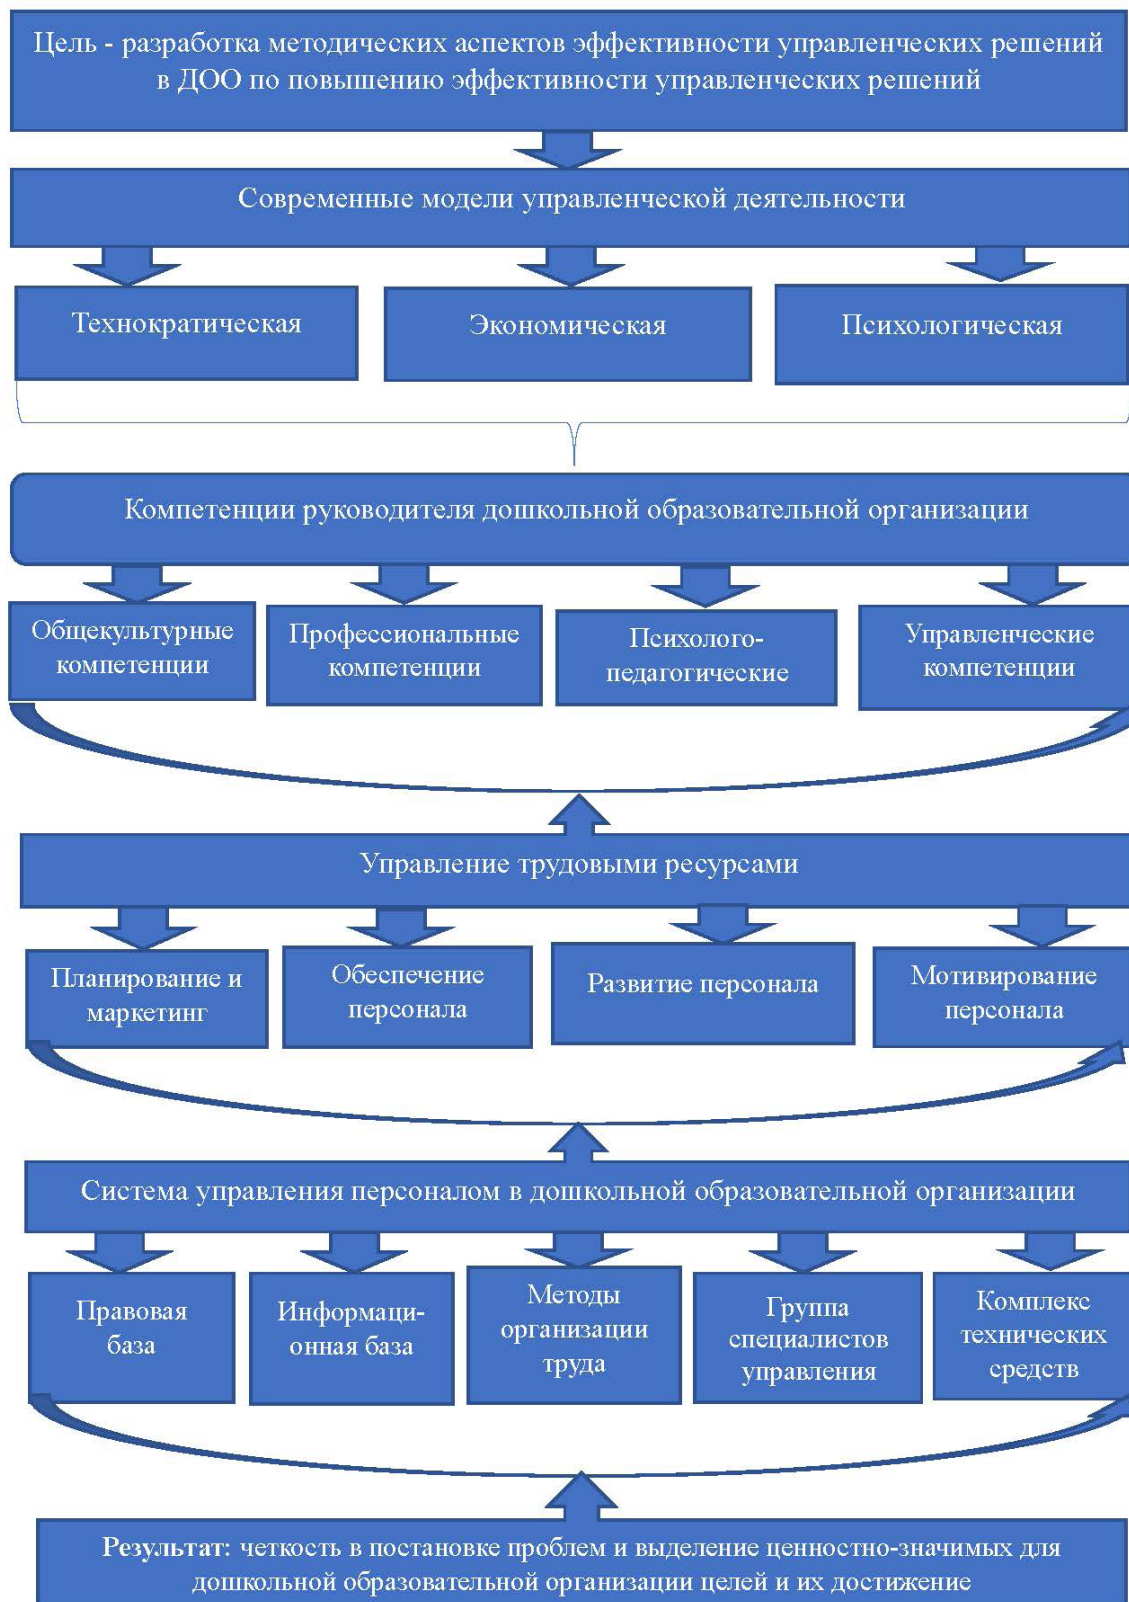 Цель - разработка методических аспектов эффективности управленческих решений
в ДОО по повышению эффективности управленческих решений
Современные модели управленческой деятельности
Технократическая
Экономическая
Психологическая
Компетенции руководителя дошкольной образовательной организации
Общекультурные
компетенции
Профессиональные
компетенции
Психолого-
педагогические
Управленческие
компетенции
Управление трудовыми ресурсами
Планирование и
маркетинг
Обеспечение
персонала
Развитие персонала
Мотивирование
персонала
Система управления персоналом в дошкольной образовательной организации
Правовая
база
Информаци-
онная база
Методы
организации
труда
Группа
специалистов
управления
Комплекс
технических
средств
Результат: четкость в постановке проблем и выделение ценностно-значимых для
дошкольной образовательной организации целей и их достижение